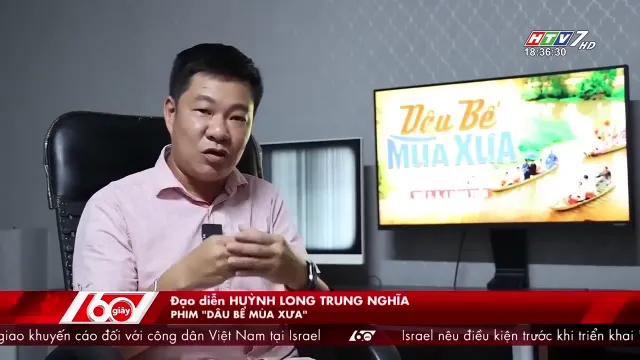 HTV7 HD
18:36:30
Dâu Bể
MÙA XƯA
60 giây
Đạo diễn HUỲNH LONG TRUNG NGHĨA
PHIM "DÂU BỂ MÙA XƯA"
giao khuyến cáo đối với công dân Việt Nam tại Israel
Israel nêu điều kiện trước khi triển khai